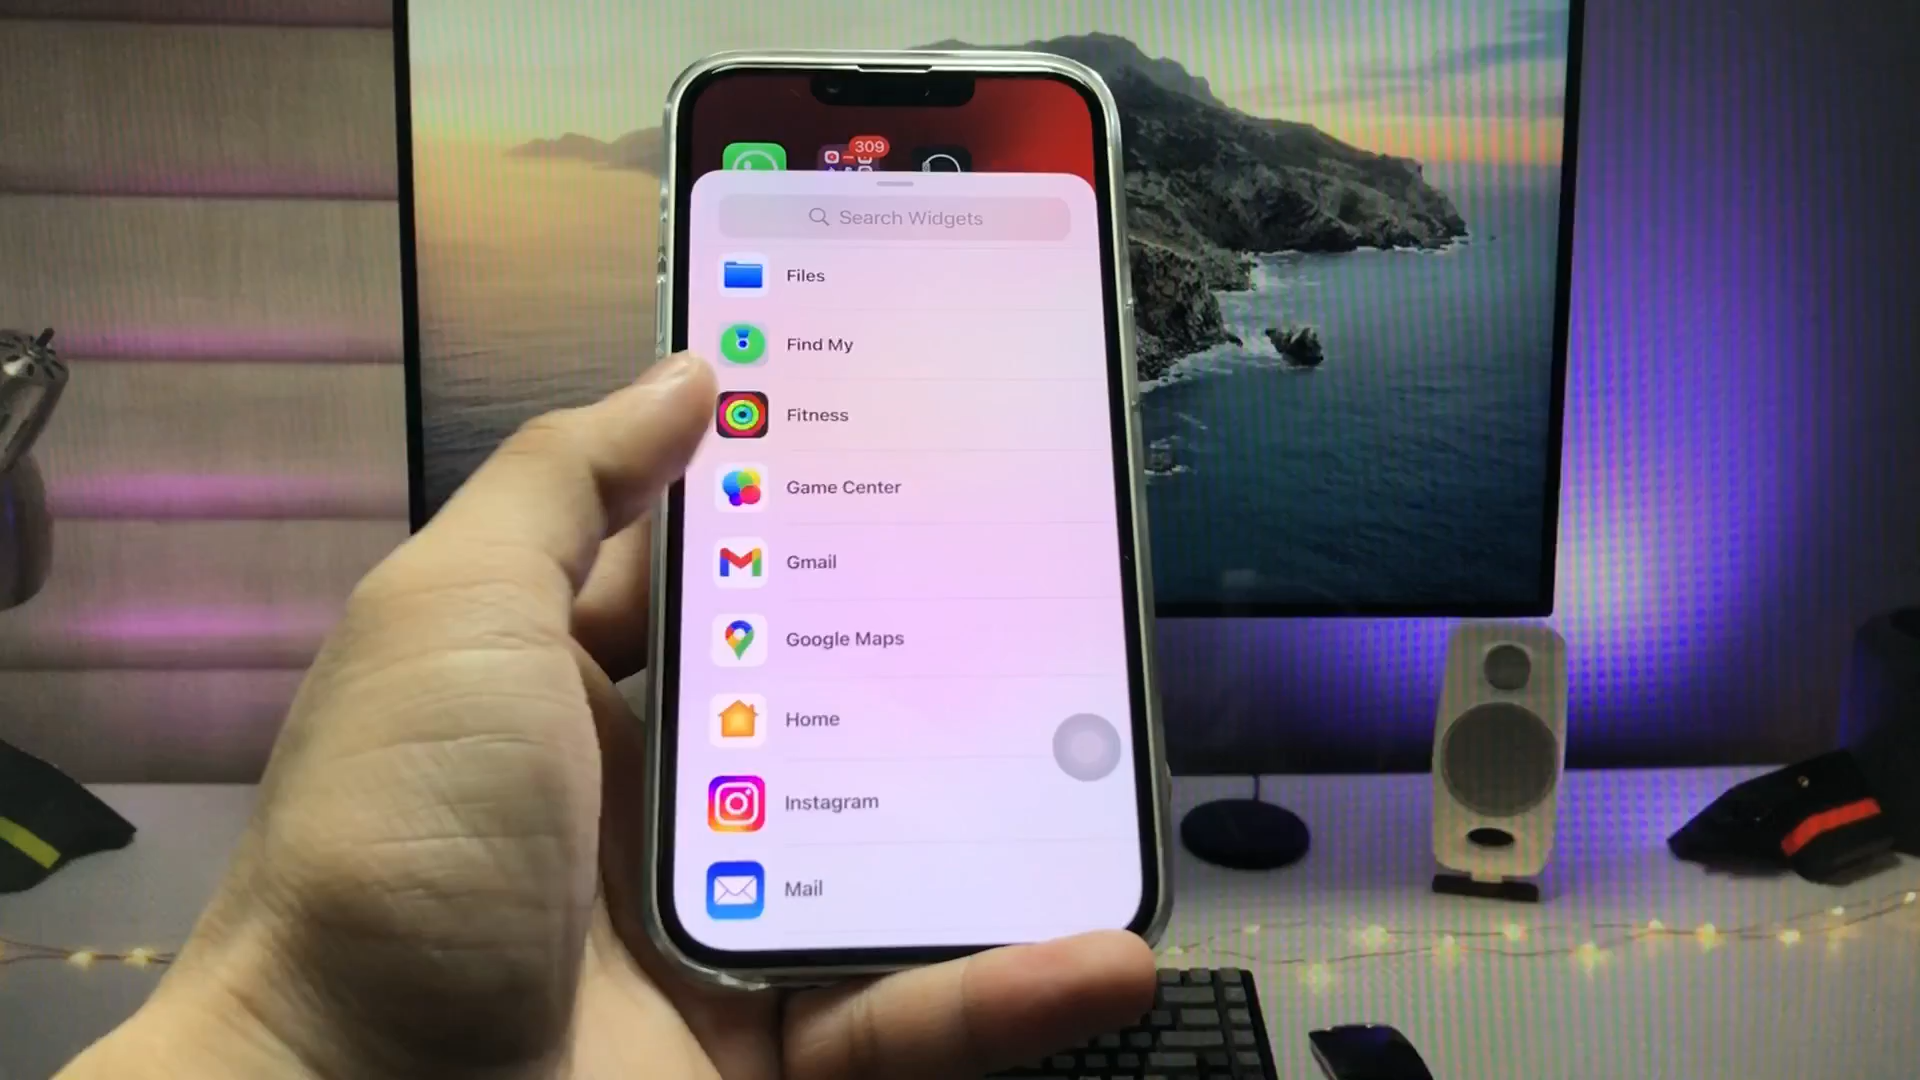 309
Search Widgets
Files
Find My
Fitness
Game Center
Gmail
Google Maps
Home
Instagram
Mail